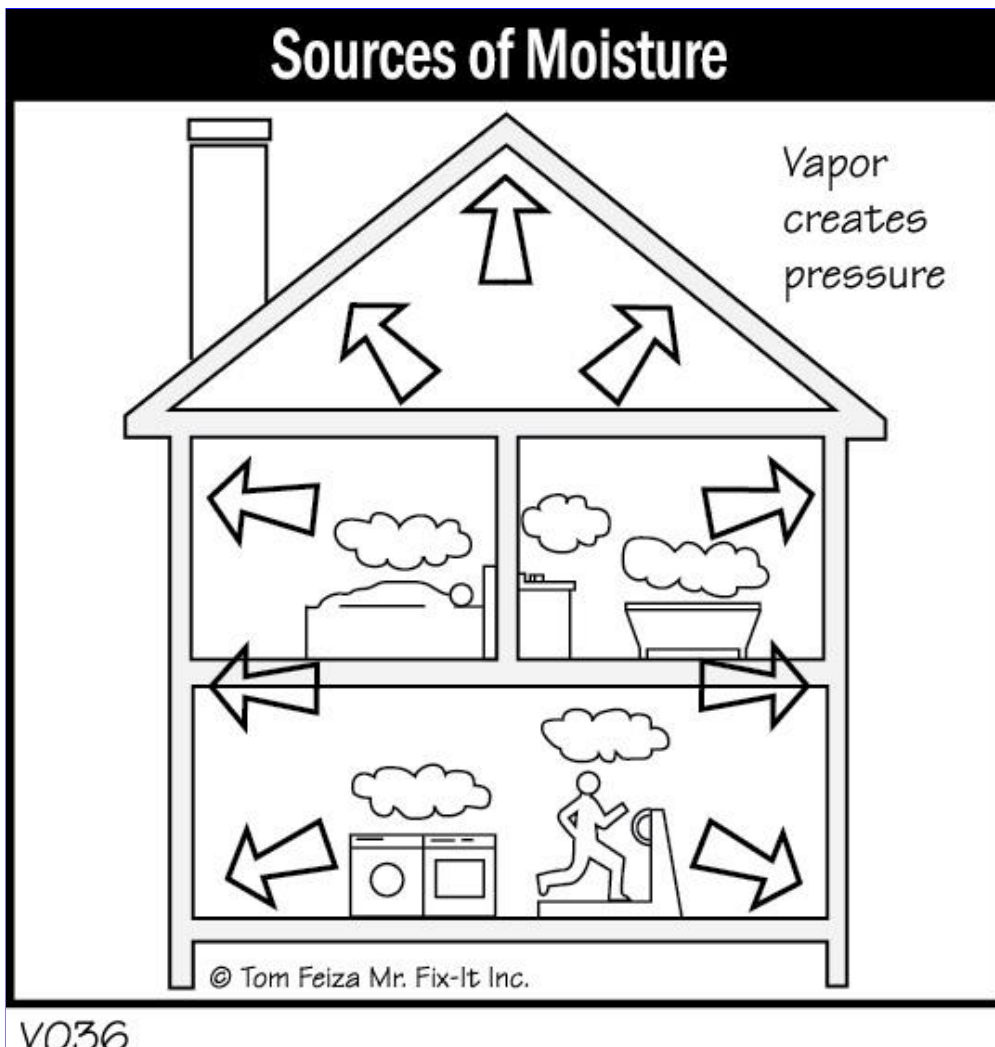 Sources of Moisture
Vapor
creates
pressure
© Tom Feiza Mr. Fix-It Inc.
V036